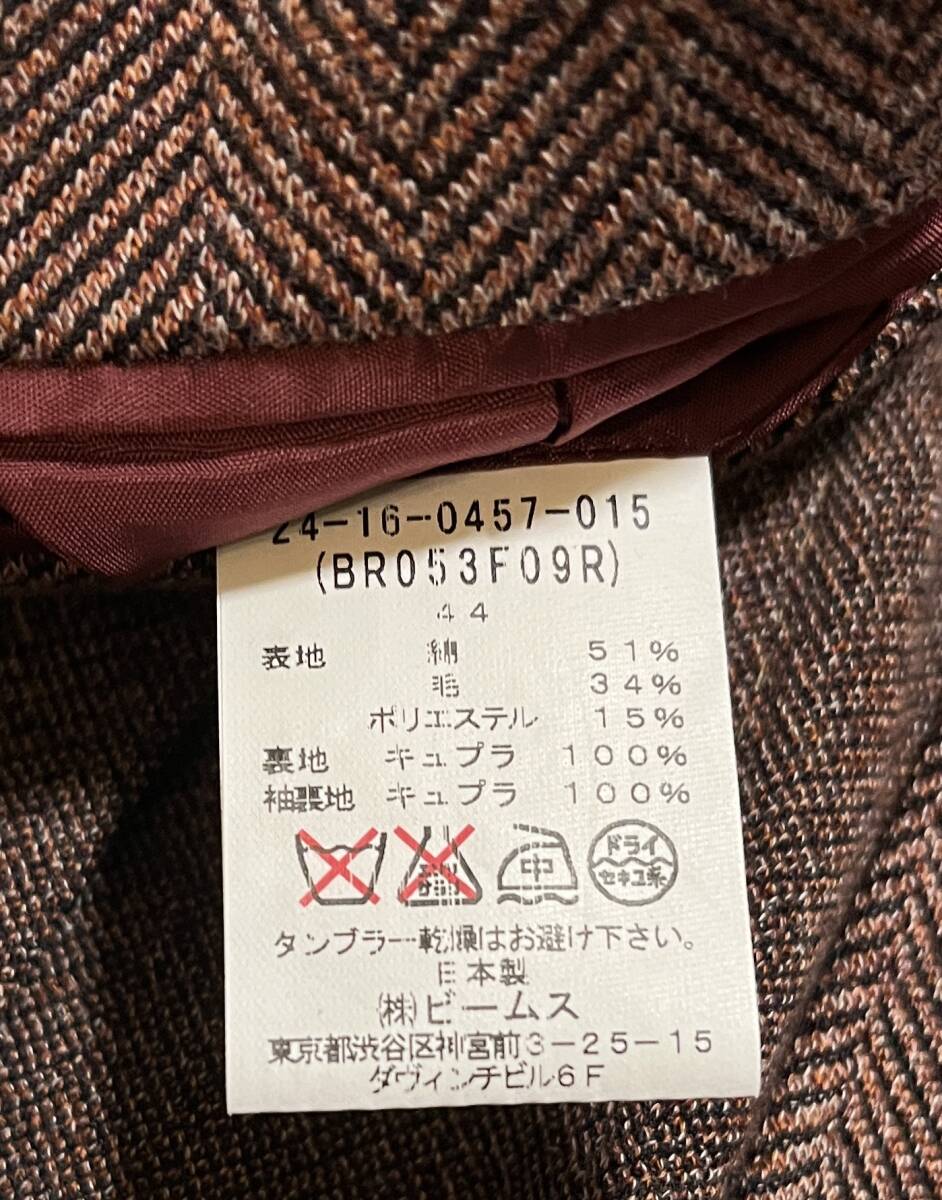 24-16-0457-015
(BR053F09R)
44
表地 綿 51%
毛 34%
ポリエステル 15%
裏地 キュプラ 100%
袖裏地 キュプラ 100%
中 ドライ
セキユ系
タンブラー乾燥はお避け下さい。
日本製
(株)ビームス
東京都渋谷区神宮前3-25-15
ダヴィンチビル6F